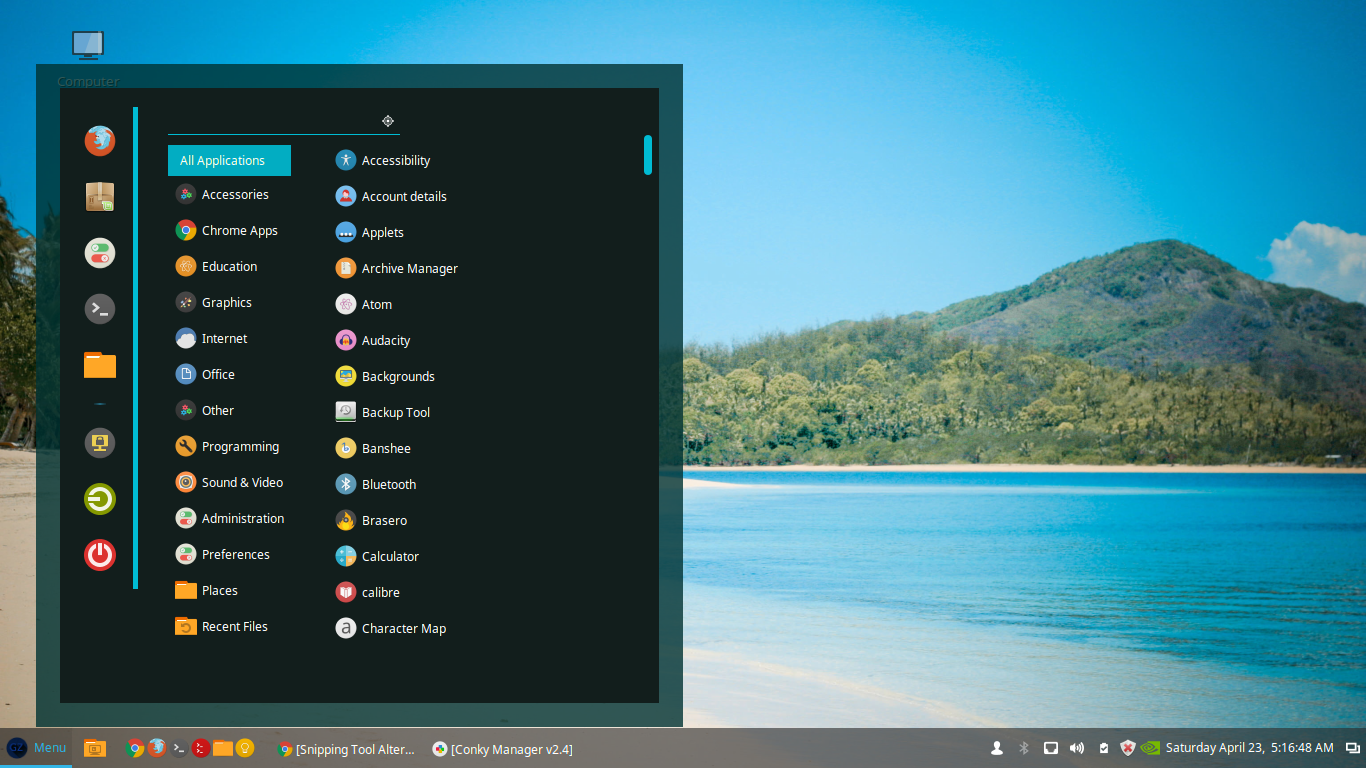 Computer
All Applications
Accessories
Chrome Apps
Education
Graphics
Internet
Office
Other
Programming
Sound & Video
Administration
Preferences
Places
Recent Files
Accessibility
Account details
Applets
Archive Manager
Atom
Audacity
Backgrounds
Backup Tool
Banshee
Bluetooth
Brasero
Calculator
calibre
Character Map
GZ Menu
[Snipping Tool Alter...
[Conky Manager v2.4]
Saturday April 23, 5:16:48 AM